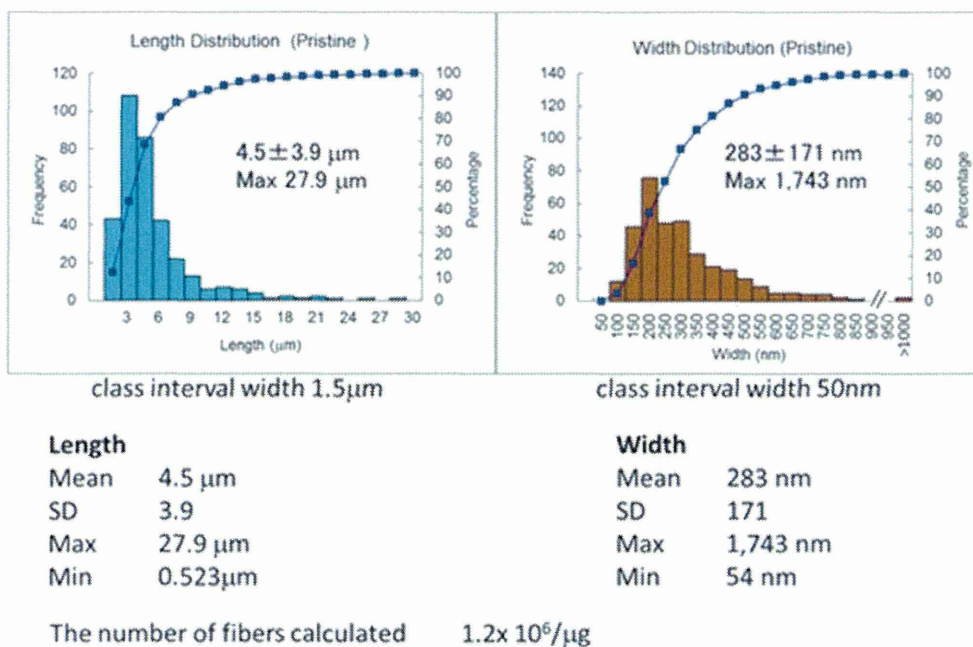 Length Distribution (Pristine )
120
100
80
60
40
20
0
Frequency
4.5±3.9 μm
Max 27.9 μm
100
90
80
70
60
50
40
30
20
10
0
Percentage
3 6 9 12 15 18 21 24 27 30
Length (μm)
Width Distribution (Pristine)
140
120
100
80
60
40
20
0
Frequency
283±171 nm
Max 1,743 nm
100
90
80
70
60
50
40
30
20
10
0
Percentage
50 100 150 200 250 300 350 400 450 500 550 600 650 700 750 800 850 900 950 >1000
Width (nm)
class interval width 1.5μm
class interval width 50nm
Length
Mean 4.5 μm
SD 3.9
Max 27.9 μm
Min 0.523μm
Width
Mean 283 nm
SD 171
Max 1,743 nm
Min 54 nm
The number of fibers calculated 1.2x 10⁶/μg